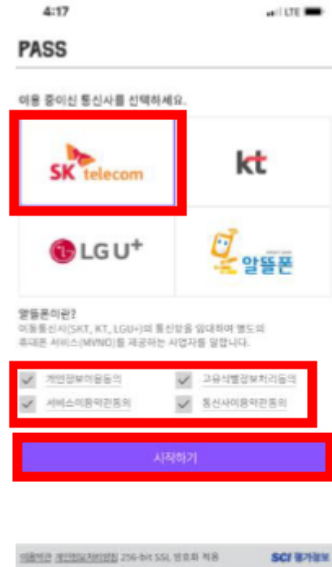 4:17
LTE
PASS
이용 중이신 통신사를 선택하세요.
SK telecom
kt
LG U+
알뜰폰
알뜰폰이란?
이동통신사(SKT, KT, LGU+)의 통신망을 임대하여 별도의
휴대폰 서비스(MVNO)를 제공하는 사업자를 말합니다.
개인정보이용동의
고유식별정보처리동의
서비스이용약관동의
통신사이용약관동의
시작하기
이용약관 개인정보처리방침 256-bit SSL 암호화 적용
SCI 평가정보